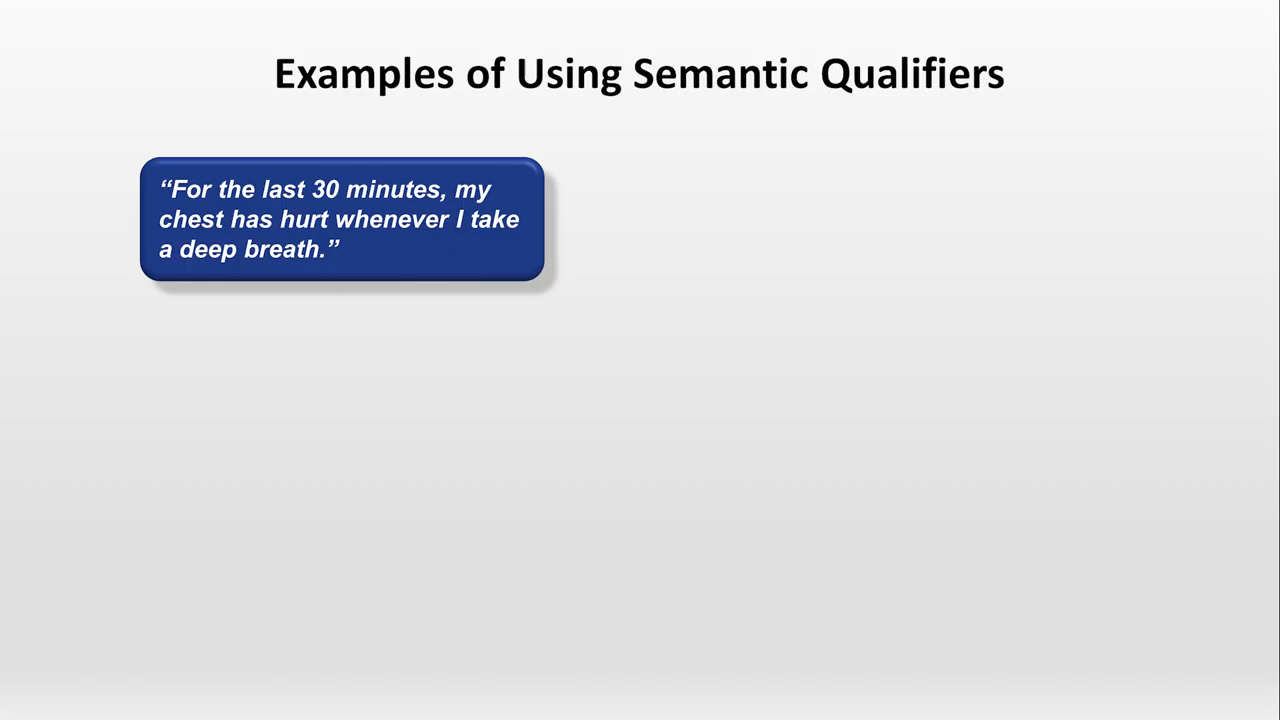 Examples of Using Semantic Qualifiers
“For the last 30 minutes, my
chest has hurt whenever I take
a deep breath.”